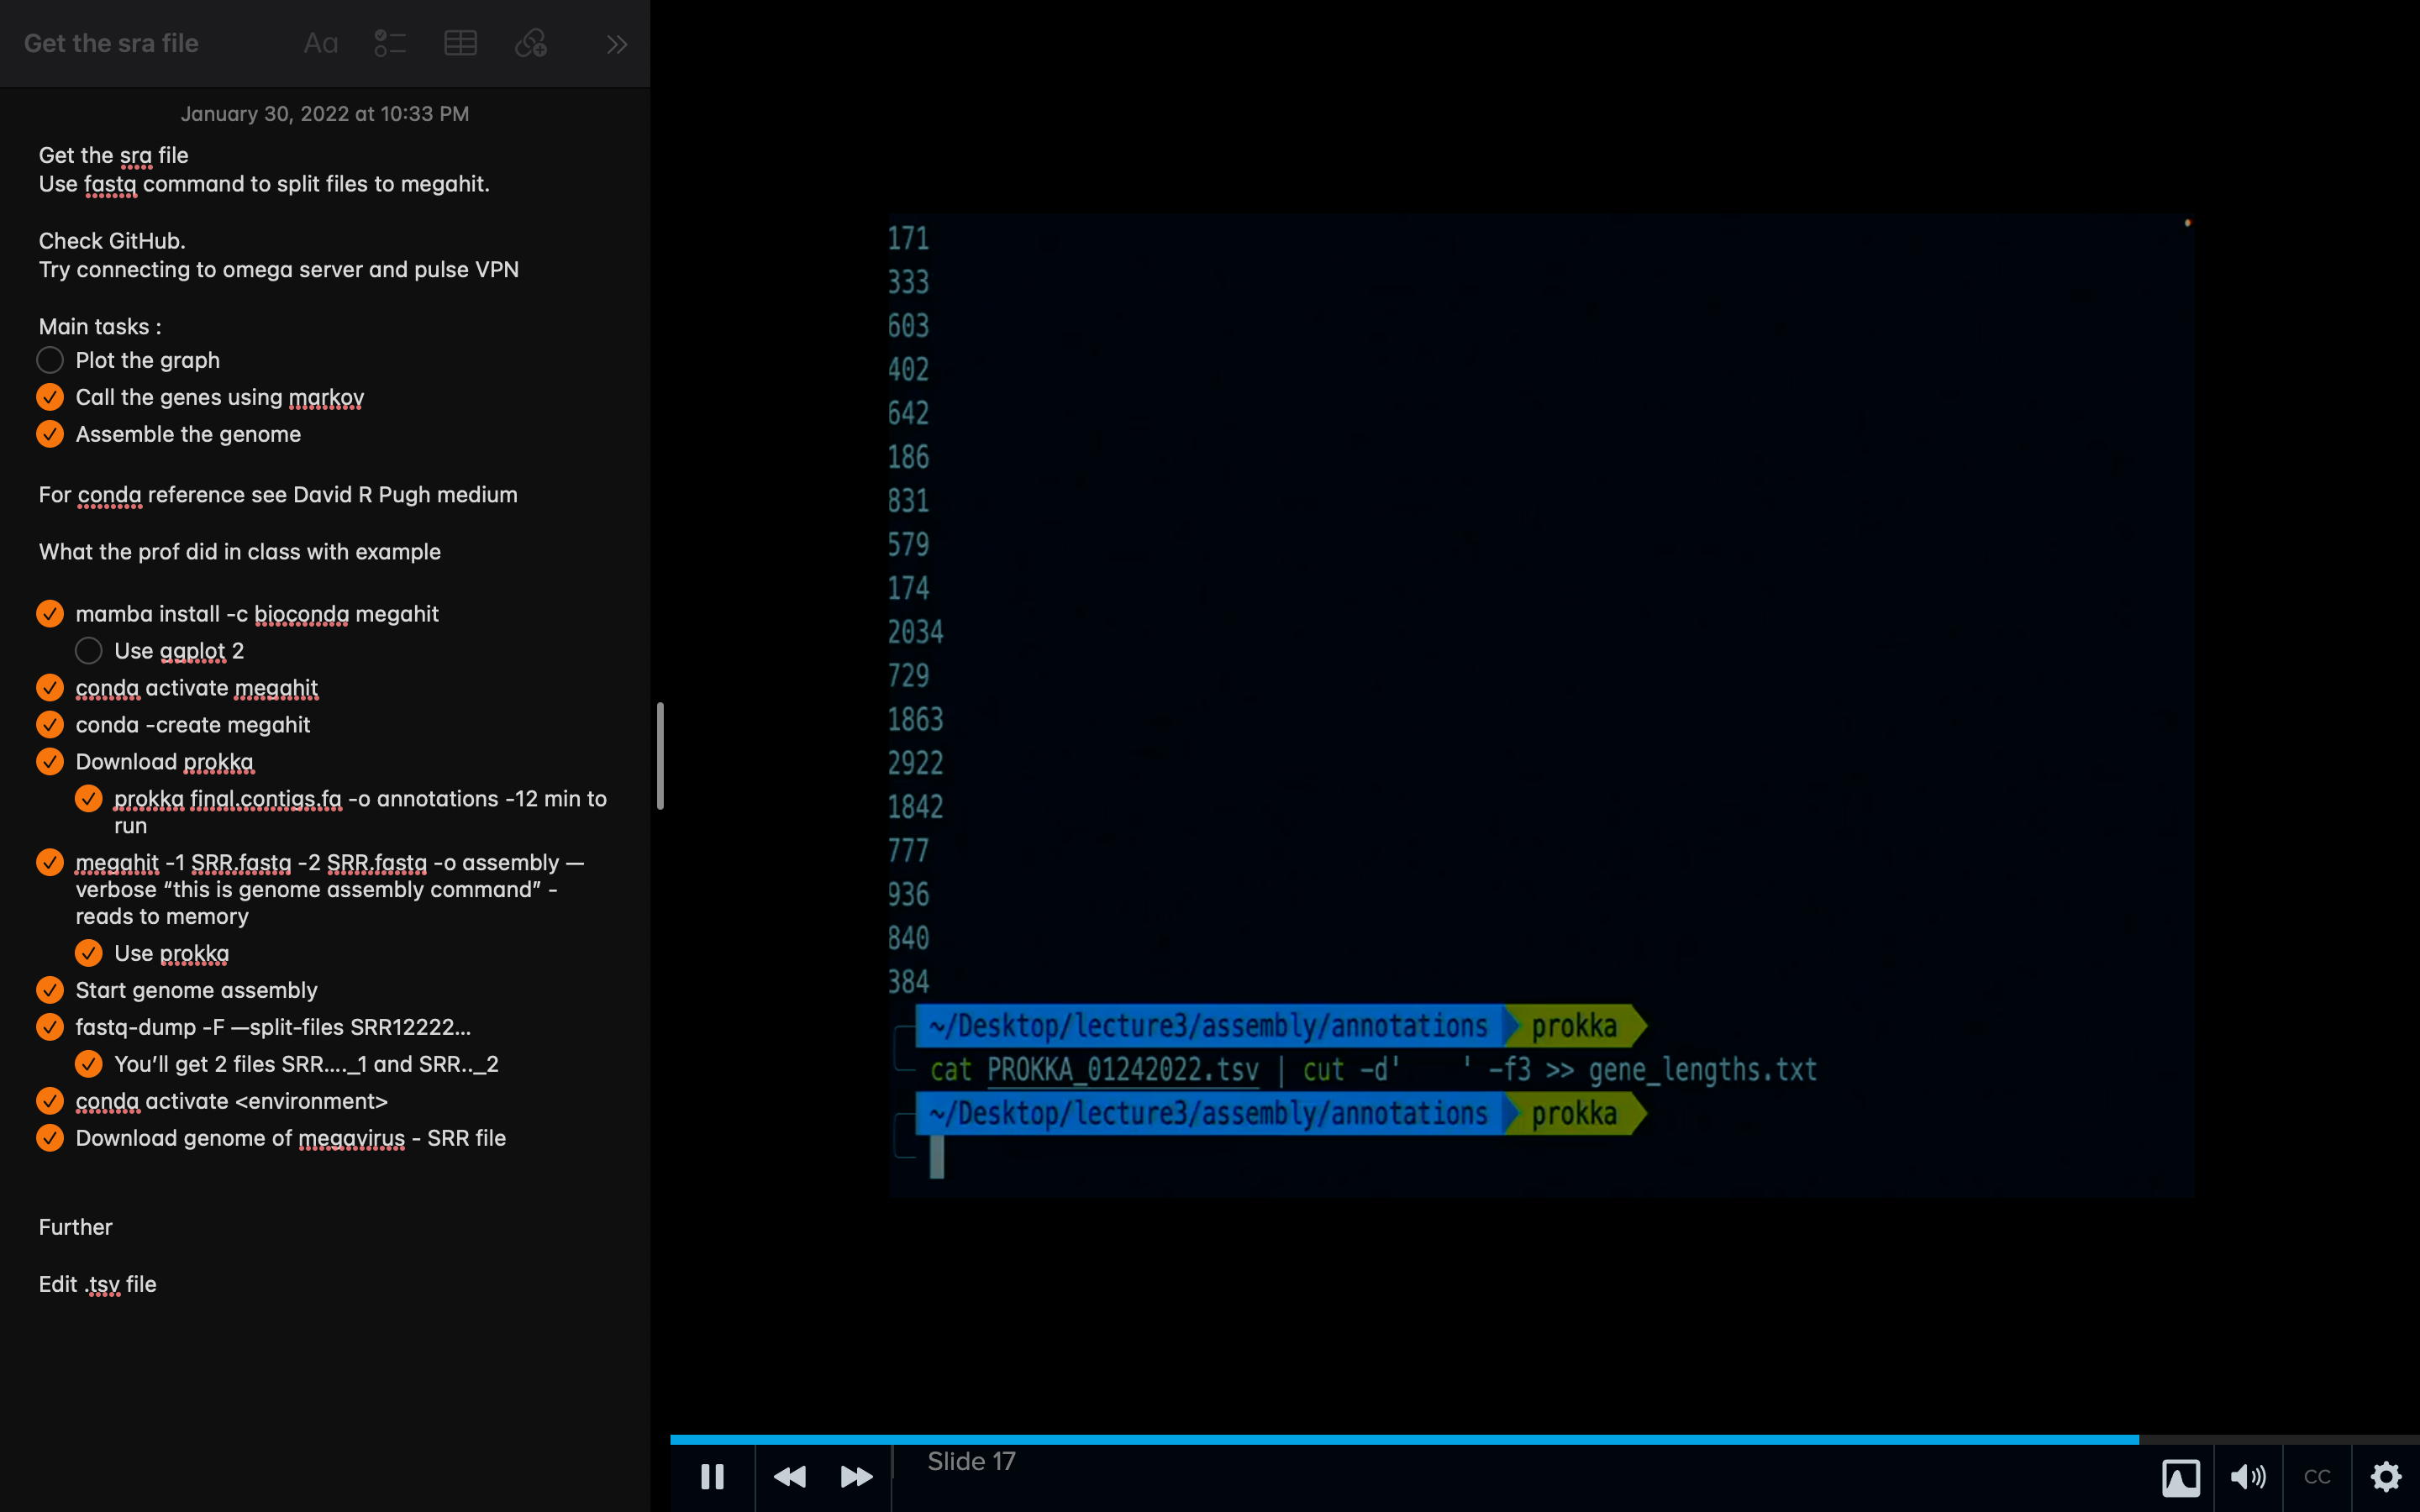 Get the sra file
Aa
January 30, 2022 at 10:33 PM
Get the sra file
Use fastq command to split files to megahit.
Check GitHub.
Try connecting to omega server and pulse VPN
Main tasks :
Plot the graph
Call the genes using markov
Assemble the genome
For conda reference see David R Pugh medium
What the prof did in class with example
mamba install -c bioconda megahit
Use ggplot 2
conda activate megahit
conda -create megahit
Download prokka
prokka final.contigs.fa -o annotations -12 min to
run
megahit -1 SRR.fastq -2 SRR.fastq -o assembly —
verbose “this is genome assembly command” -
reads to memory
Use prokka
Start genome assembly
fastq-dump -F —split-files SRR12222...
You’ll get 2 files SRR...._1 and SRR.._2
conda activate <environment>
Download genome of megavirus - SRR file
Further
Edit .tsv file
171
333
603
402
642
186
831
579
174
2034
729
1863
2922
1842
777
936
840
384
~/Desktop/lecture3/assembly/annotations prokka
cat PROKKA_01242022.tsv | cut -d'    ' -f3 >> gene_lengths.txt
~/Desktop/lecture3/assembly/annotations prokka
Slide 17
CC